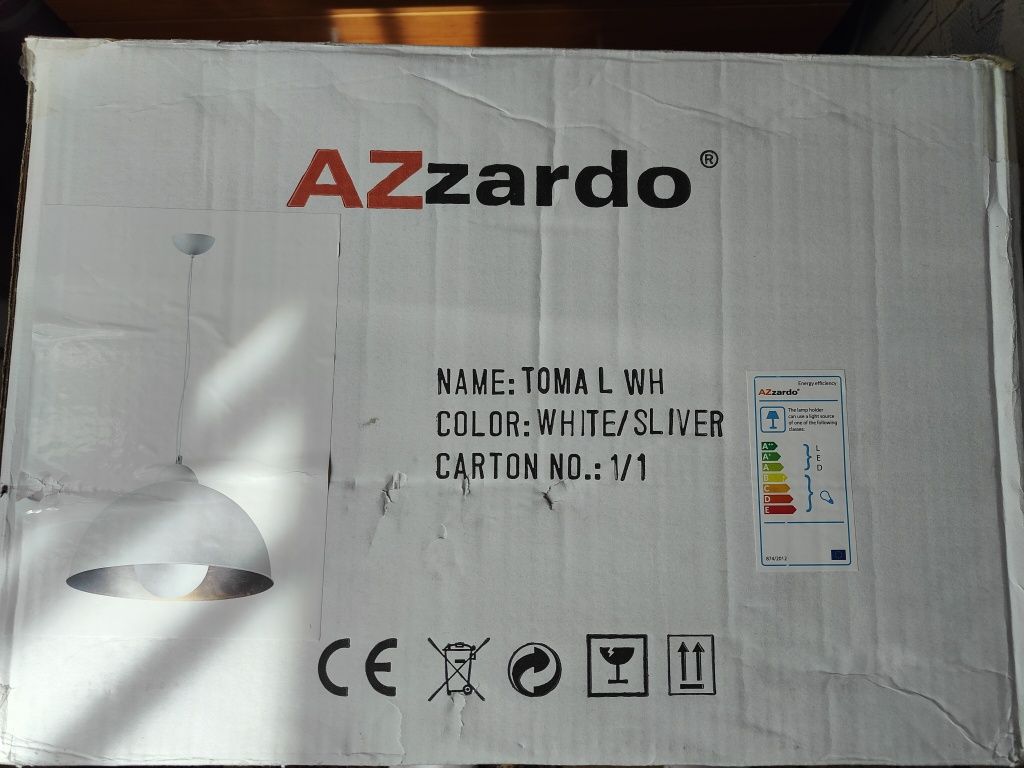 AZzardo®
NAME: TOMA L WH
COLOR: WHITE/SLIVER
CARTON NO.: 1/1
Energy efficiency
AZzardo®
The lamp holder
can use a light source
of one of the following
classes:
A++
A+
A
B
C
D
E
L
E
D
874/2012
CE